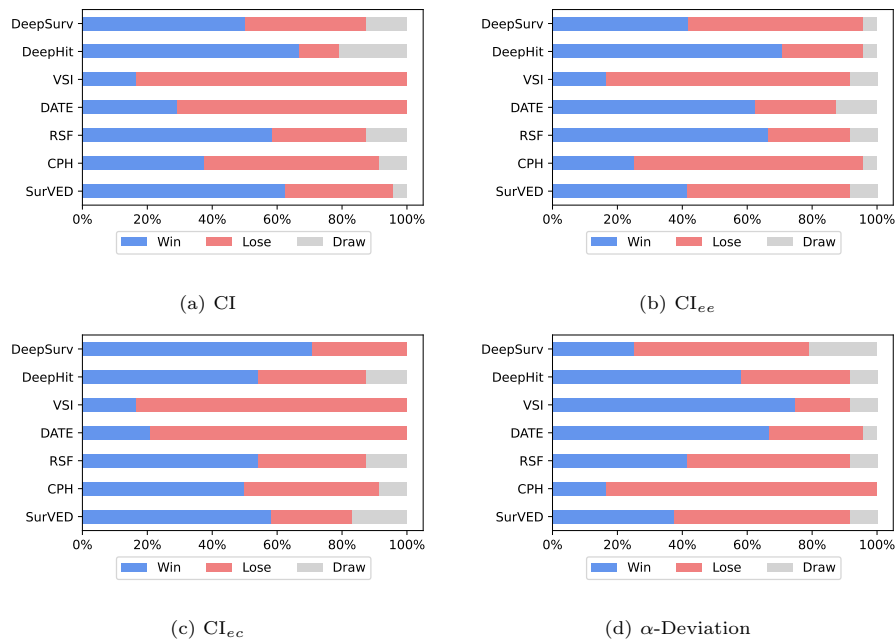 DeepSurv
DeepHit
VSI
DATE
RSF
CPH
SurVED
0% 20% 40% 60% 80% 100%
Win Lose Draw
(a) CI
DeepSurv
DeepHit
VSI
DATE
RSF
CPH
SurVED
0% 20% 40% 60% 80% 100%
Win Lose Draw
(b) CIee
DeepSurv
DeepHit
VSI
DATE
RSF
CPH
SurVED
0% 20% 40% 60% 80% 100%
Win Lose Draw
(c) CIec
DeepSurv
DeepHit
VSI
DATE
RSF
CPH
SurVED
0% 20% 40% 60% 80% 100%
Win Lose Draw
(d) α-Deviation